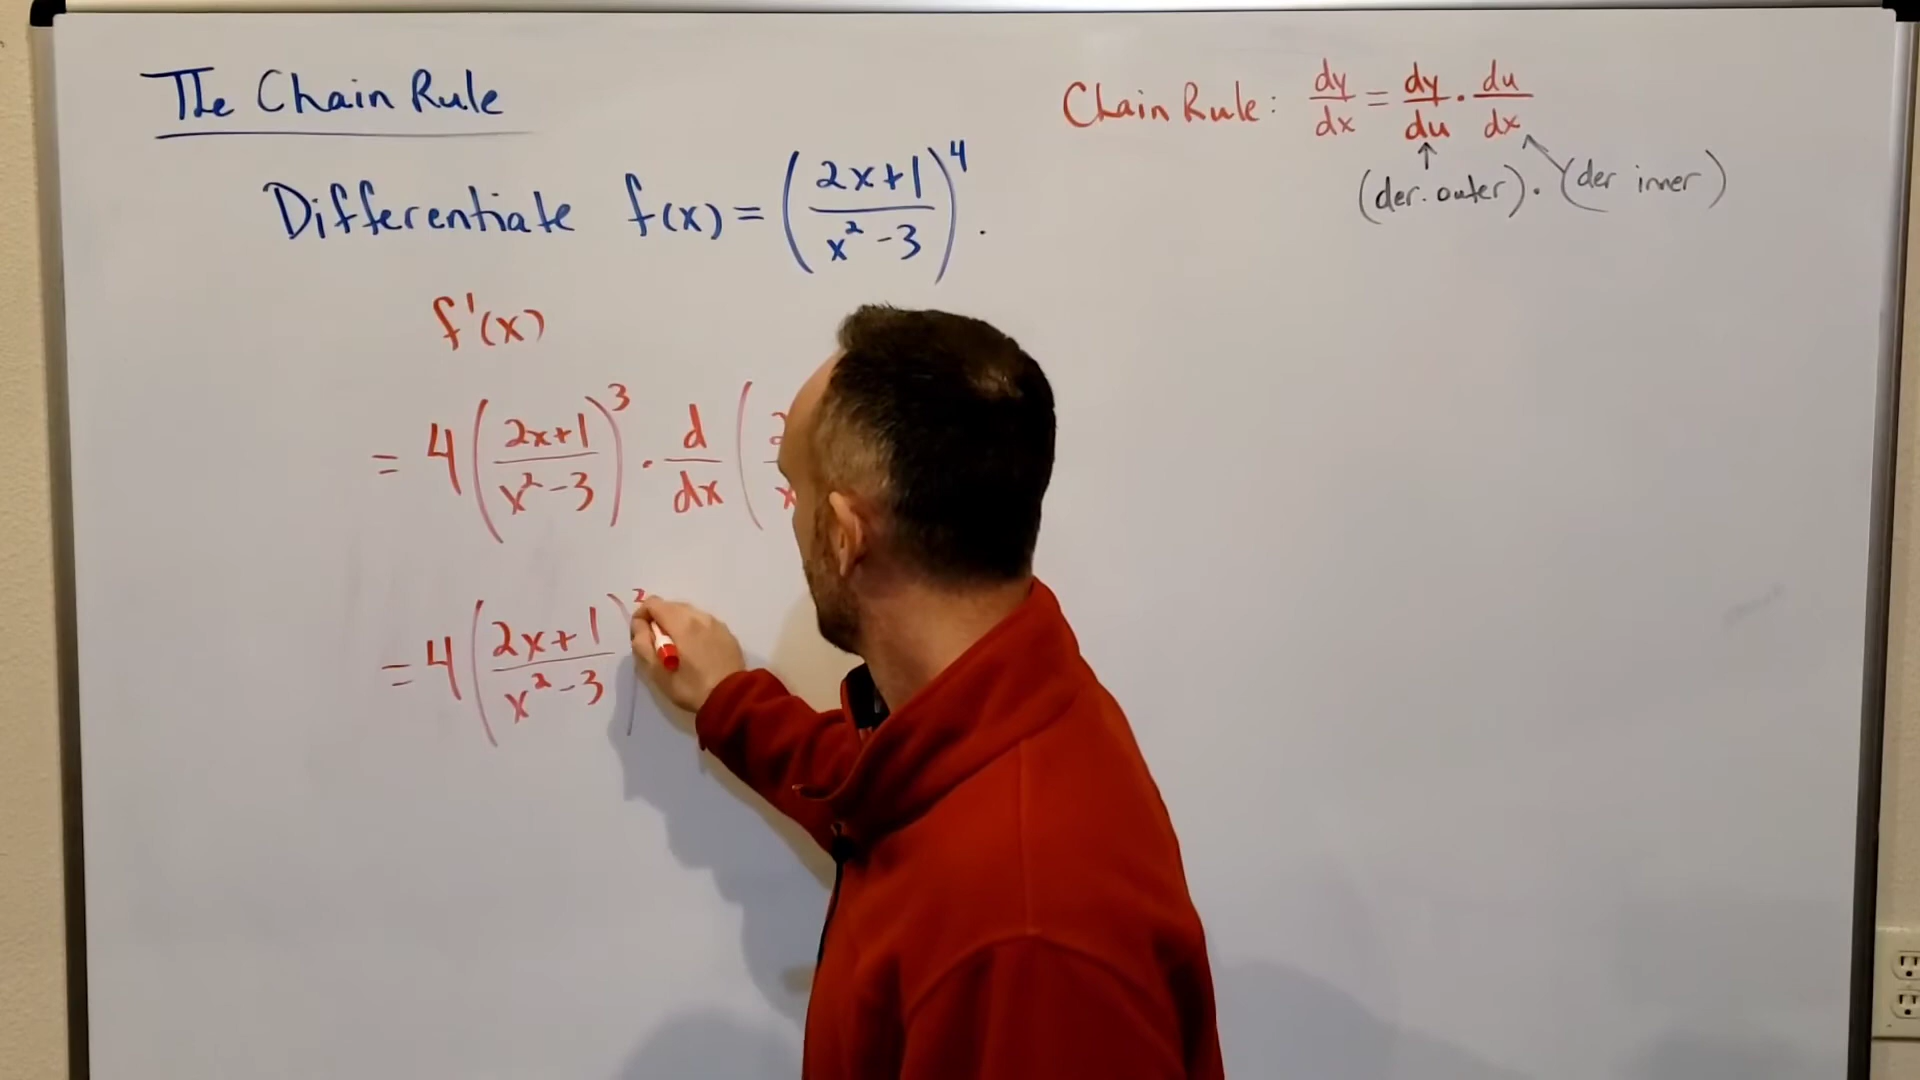 The Chain Rule
Chain Rule: dy/dx = dy/du · du/dx
(der. outer) · (der inner)
Differentiate f(x) = ((2x+1)/(x²-3))⁴.
f'(x)
= 4((2x+1)/(x²-3))³ · d/dx (
= 4((2x+1)/(x²-3))